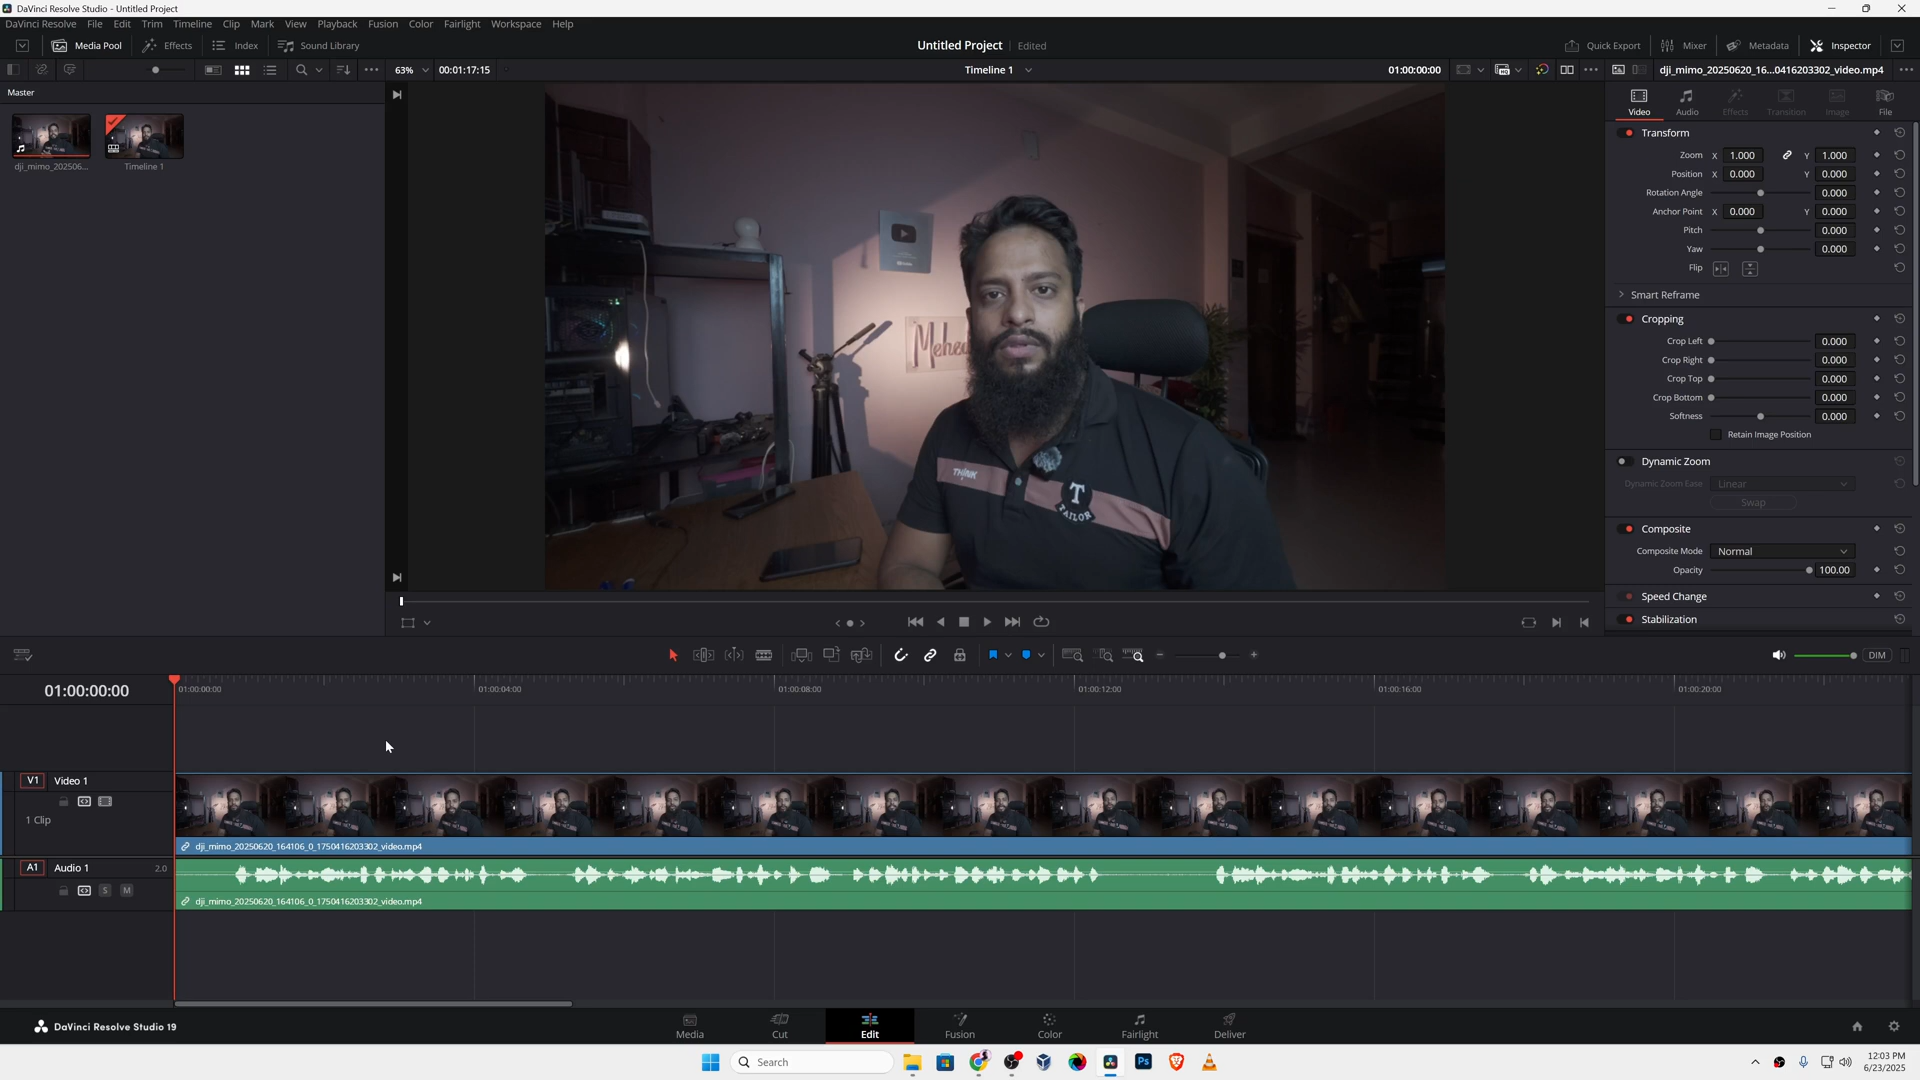 DaVinci Resolve Studio - Untitled Project
DaVinci Resolve File Edit Trim Timeline Clip Mark View Playback Fusion Color Fairlight Workspace Help
Media Pool Effects Index Sound Library Untitled Project Edited Quick Export Mixer Metadata Inspector
63% 00:01:17:15 Timeline 1 01:00:00:00 dji_mimo_20250620_16...0416203302_video.mp4
Master
dji_mimo_202506... Timeline 1
Video Audio Effects Transition Image File
Transform
Zoom X 1.000 Y 1.000
Position X 0.000 Y 0.000
Rotation Angle 0.000
Anchor Point X 0.000 Y 0.000
Pitch 0.000
Yaw 0.000
Flip
Smart Reframe
Cropping
Crop Left 0.000
Crop Right 0.000
Crop Top 0.000
Crop Bottom 0.000
Softness 0.000
Retain Image Position
Dynamic Zoom
Dynamic Zoom Ease Linear
Swap
Composite
Composite Mode Normal
Opacity 100.00
Speed Change
Stabilization
Mehed
THINK
T
TAILOR
DIM
01:00:00:00
01:00:00:00 01:00:04:00 01:00:08:00 01:00:12:00 01:00:16:00 01:00:20:00
V1 Video 1
1 Clip
dji_mimo_20250620_164106_0_1750416203302_video.mp4
A1 Audio 1 2.0
S M
dji_mimo_20250620_164106_0_1750416203302_video.mp4
DaVinci Resolve Studio 19
Media Cut Edit Fusion Color Fairlight Deliver
Search
Ps
12:03 PM
6/23/2025